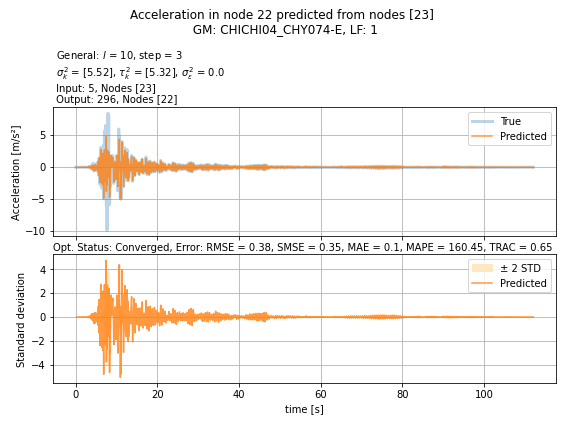 Acceleration in node 22 predicted from nodes [23]
GM: CHICHI04_CHY074-E, LF: 1
General: l = 10, step = 3
σ²ₖ = [5.52], τ²ₖ = [5.32], σ²ε = 0.0
Input: 5, Nodes [23]
Output: 296, Nodes [22]
True
Predicted
Acceleration [m/s²]
5
0
−5
−10
Opt. Status: Converged, Error: RMSE = 0.38, SMSE = 0.35, MAE = 0.1, MAPE = 160.45, TRAC = 0.65
± 2 STD
Predicted
Standard deviation
4
2
0
−2
−4
0 20 40 60 80 100
time [s]